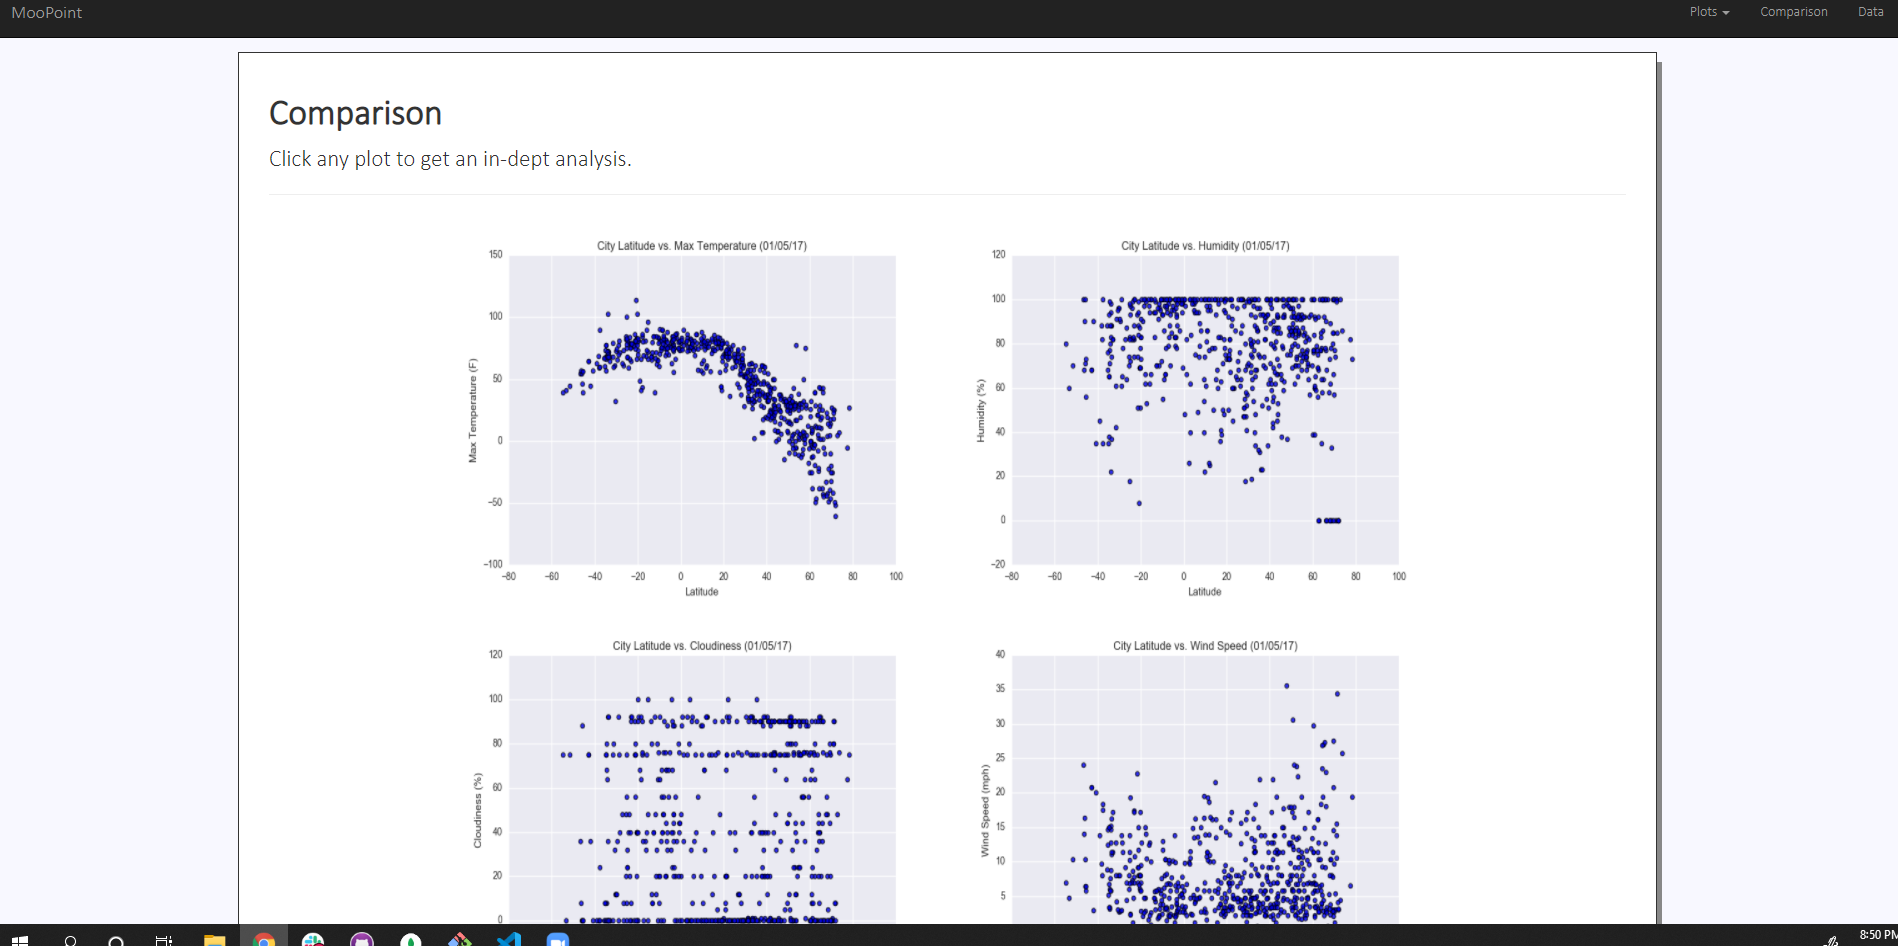 MooPoint
Plots Comparison Data
Comparison
Click any plot to get an in-dept analysis.
City Latitude vs. Max Temperature (01/05/17)
150
100
50
0
−50
−100
Max Temperature (F)
−80 −60 −40 −20 0 20 40 60 80 100
Latitude
City Latitude vs. Humidity (01/05/17)
120
100
80
60
40
20
0
−20
Humidity (%)
−80 −60 −40 −20 0 20 40 60 80 100
Latitude
City Latitude vs. Cloudiness (01/05/17)
120
100
80
60
40
20
0
Cloudiness (%)
City Latitude vs. Wind Speed (01/05/17)
40
35
30
25
20
15
10
5
Wind Speed (mph)
8:50 PM